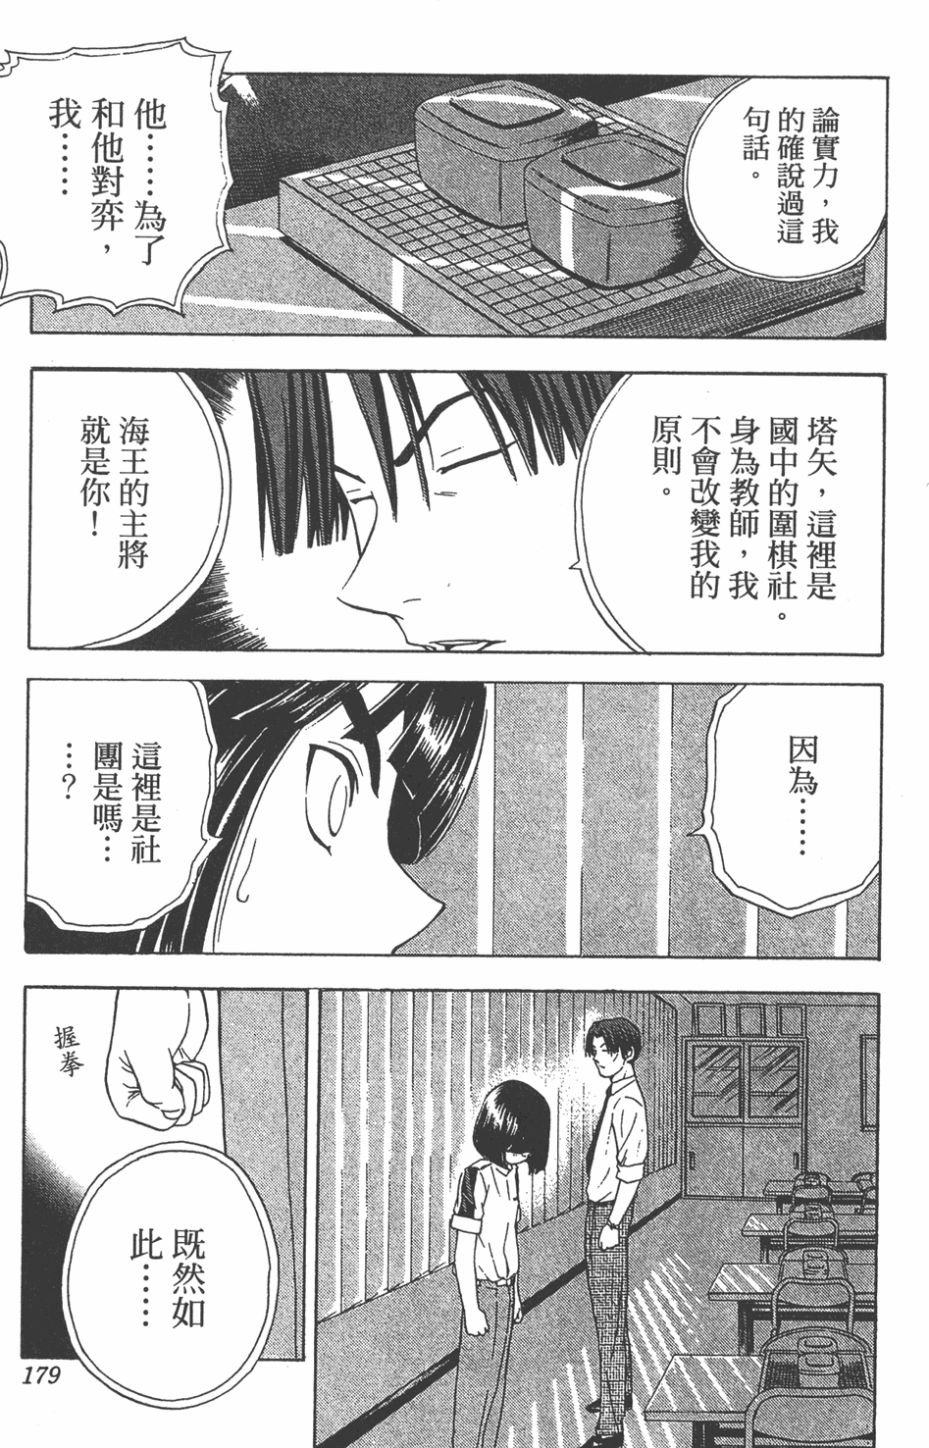 論實力，我
的確說過這
句話。
他……為了
和他對弈，
我……
塔矢，這裡是
國中的圍棋社。
身為教師，我
不會改變我的
原則。
海王的主將
就是你！
因為……
這裡是社
團是嗎…
…？
握拳
既然如
此……
179